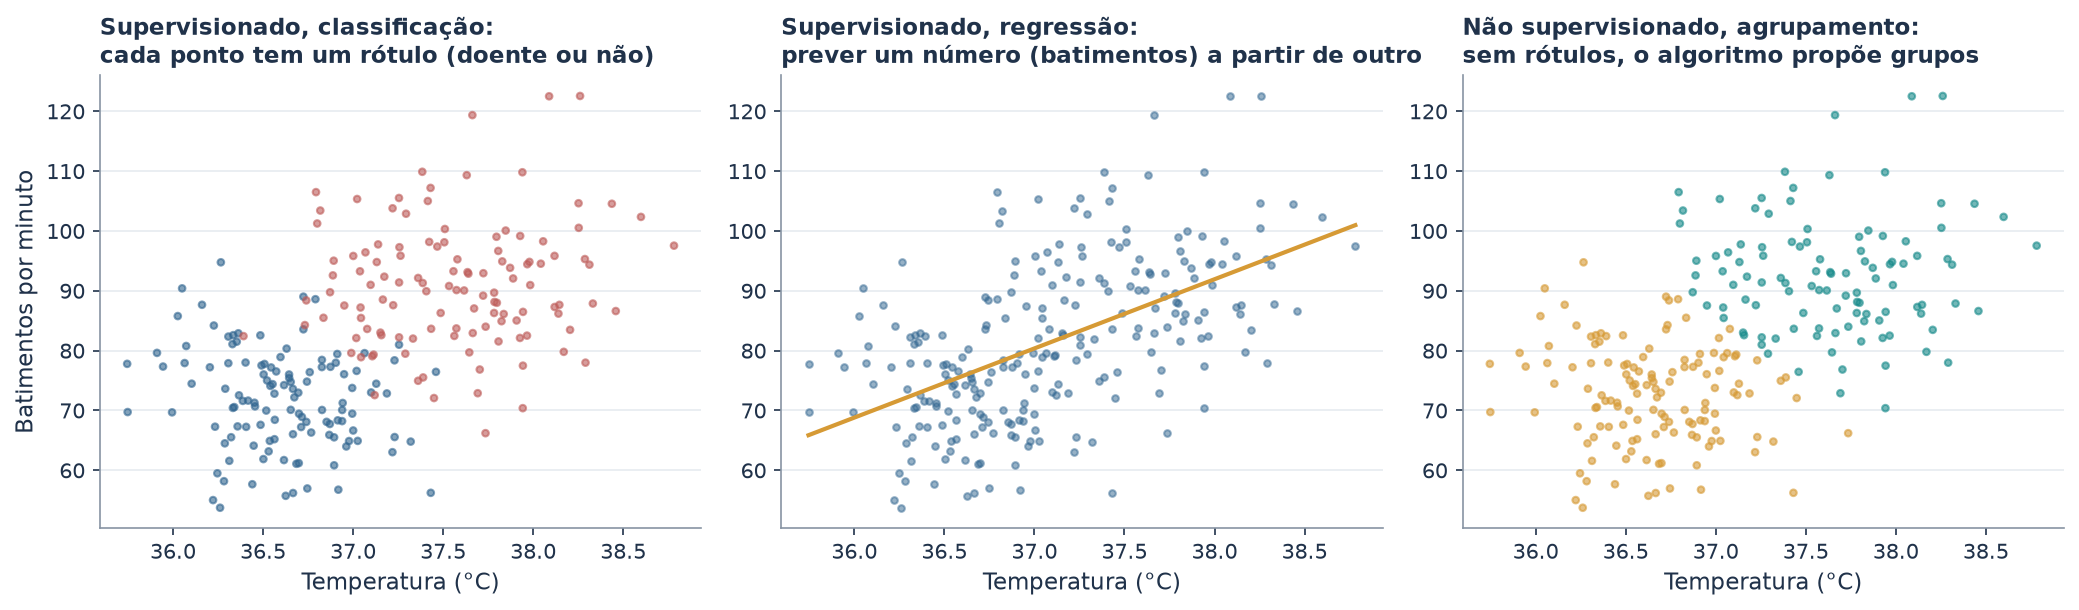 Supervisionado, classificação:
cada ponto tem um rótulo (doente ou não)
Batimentos por minuto
120
110
100
90
80
70
60
36.0 36.5 37.0 37.5 38.0 38.5
Temperatura (°C)
Supervisionado, regressão:
prever um número (batimentos) a partir de outro
120
110
100
90
80
70
60
36.0 36.5 37.0 37.5 38.0 38.5
Temperatura (°C)
Não supervisionado, agrupamento:
sem rótulos, o algoritmo propõe grupos
120
110
100
90
80
70
60
36.0 36.5 37.0 37.5 38.0 38.5
Temperatura (°C)